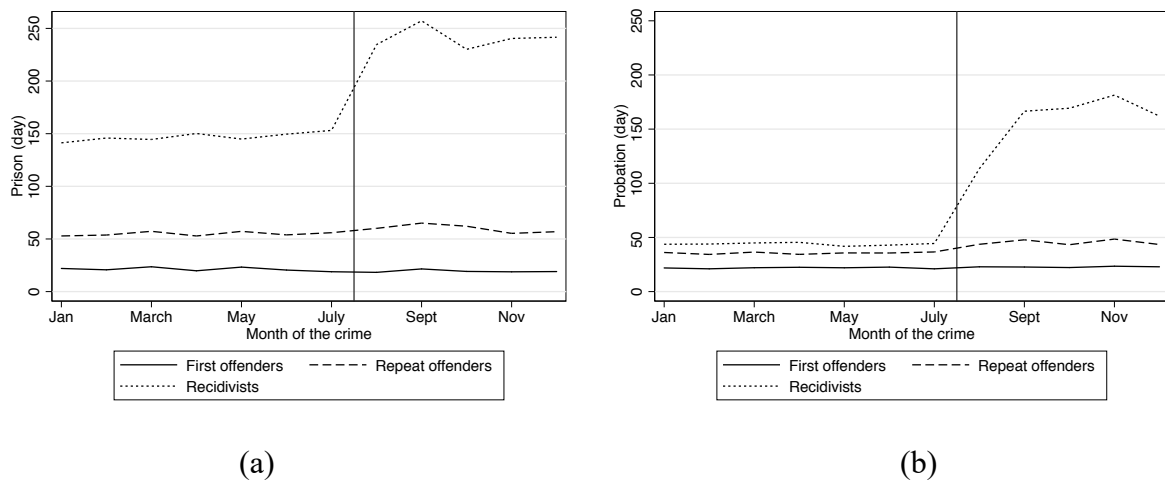 Prison (day)
0
50
100
150
200
250
Jan
March
May
July
Sept
Nov
Month of the crime
First offenders
Repeat offenders
Recidivists
(a)
Probation (day)
0
50
100
150
200
250
Jan
March
May
July
Sept
Nov
Month of the crime
First offenders
Repeat offenders
Recidivists
(b)